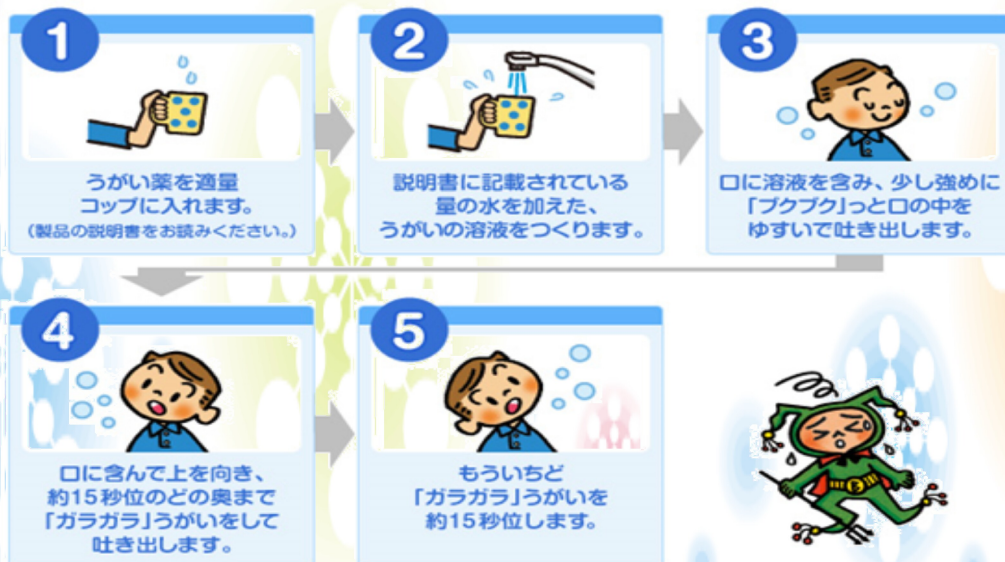 1
うがい薬を適量
コップに入れます。
(製品の説明書をお読みください。)
2
説明書に記載されている
量の水を加えた、
うがいの溶液をつくります。
3
口に溶液を含み、少し強めに
「ブクブク」っと口の中を
ゆすいで吐き出します。
4
口に含んで上を向き、
約15秒位のどの奥まで
「ガラガラ」うがいをして
吐き出します。
5
もういちど
「ガラガラ」うがいを
約15秒位します。